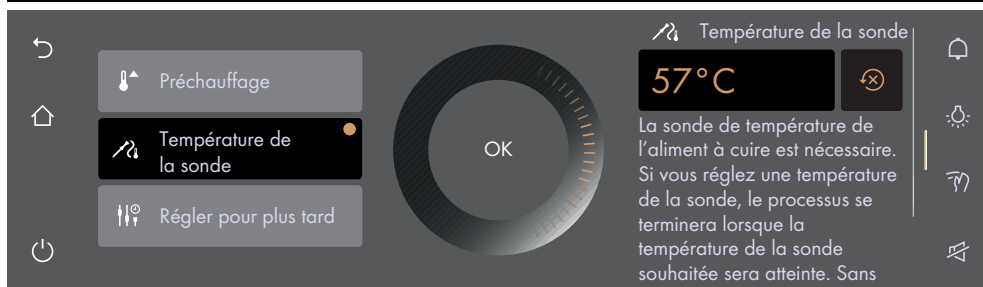 Préchauffage
Température de
la sonde
Régler pour plus tard
OK
Température de la sonde
57°C
La sonde de température de
l'aliment à cuire est nécessaire.
Si vous réglez une température
de la sonde, le processus se
terminera lorsque la
température de la sonde
souhaitée sera atteinte. Sans